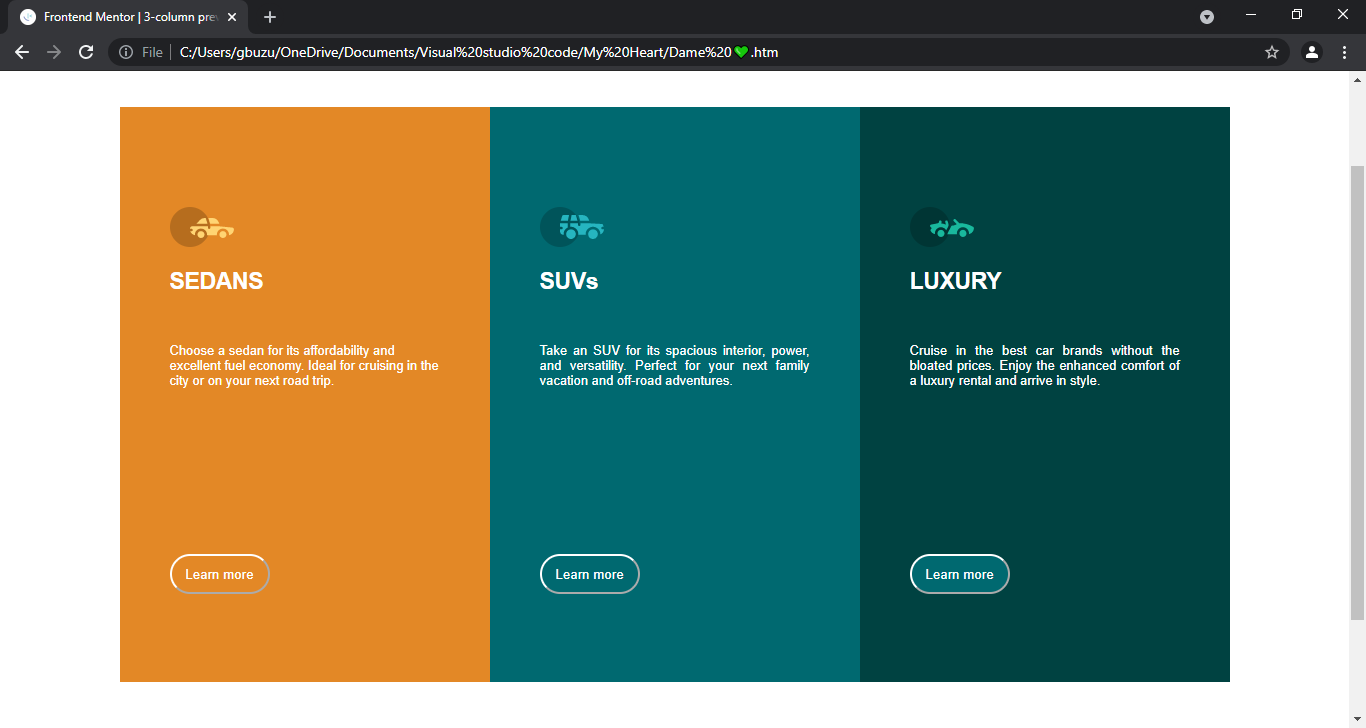 Frontend Mentor | 3-column prev
File | C:/Users/gbuzu/OneDrive/Documents/Visual%20studio%20code/My%20Heart/Dame%20💚.htm
SEDANS
Choose a sedan for its affordability and
excellent fuel economy. Ideal for cruising in the
city or on your next road trip.
Learn more
SUVs
Take an SUV for its spacious interior, power,
and versatility. Perfect for your next family
vacation and off-road adventures.
Learn more
LUXURY
Cruise in the best car brands without the
bloated prices. Enjoy the enhanced comfort of
a luxury rental and arrive in style.
Learn more